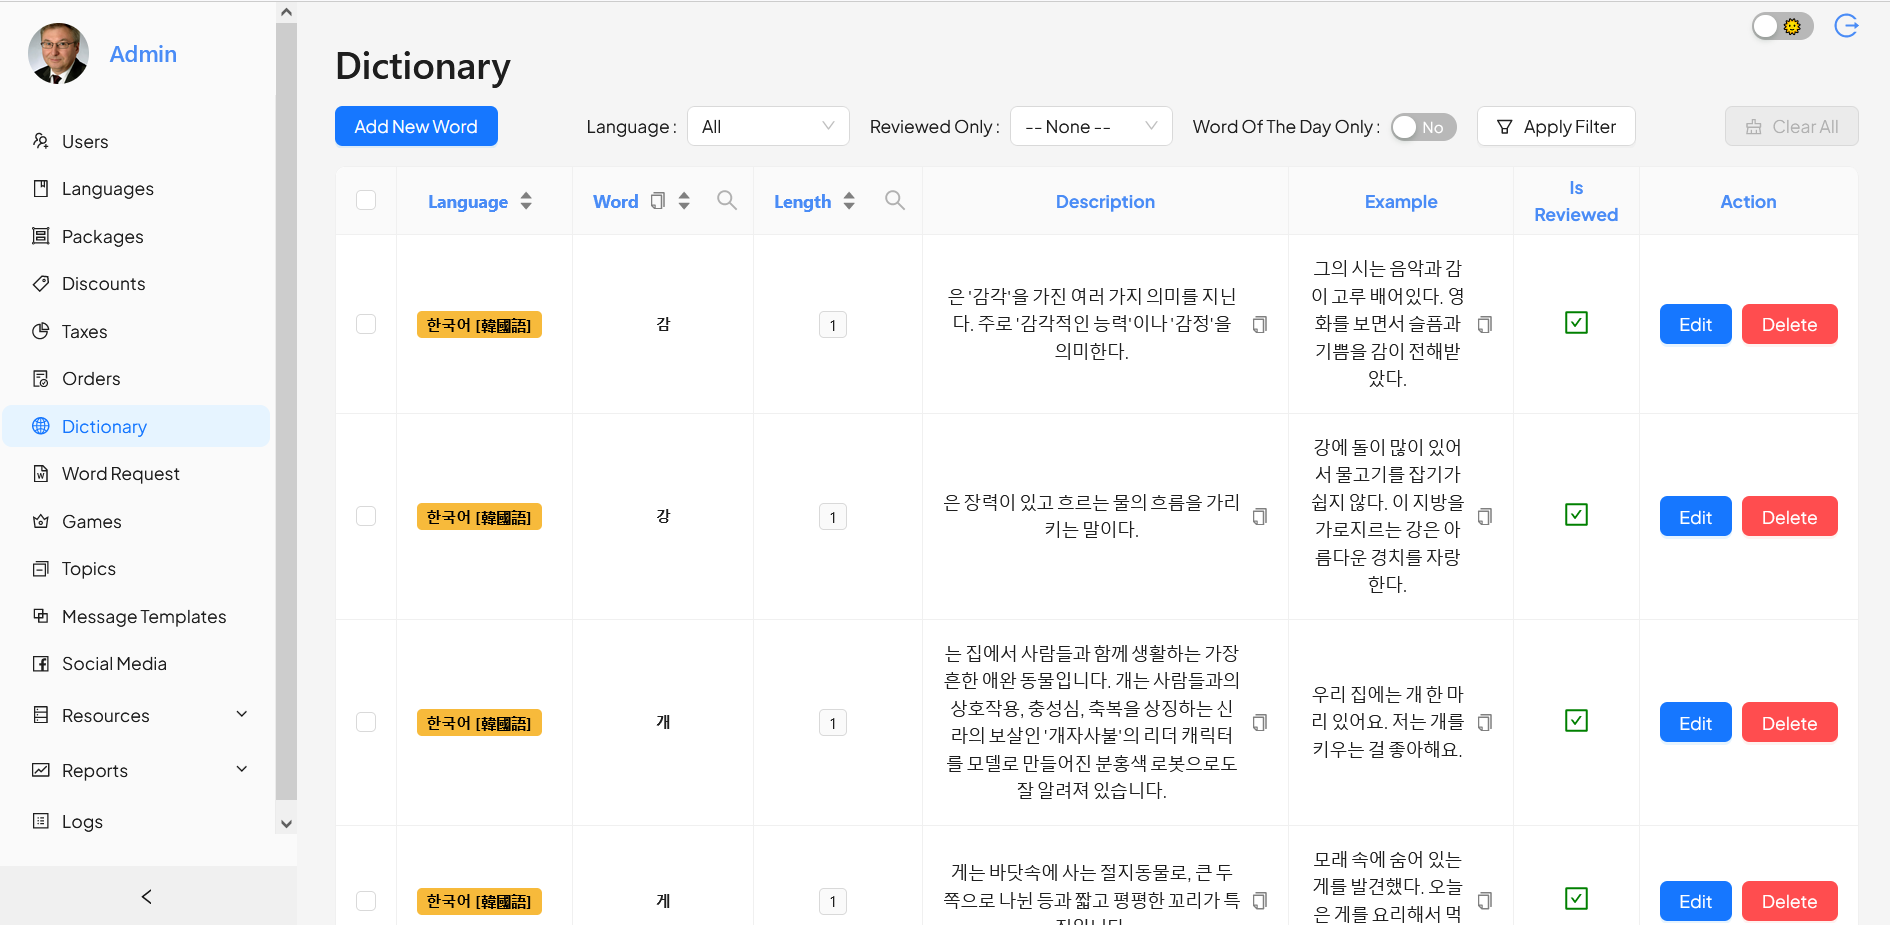 Admin
Users
Languages
Packages
Discounts
Taxes
Orders
Dictionary
Word Request
Games
Topics
Message Templates
Social Media
Resources
Reports
Logs
Dictionary
Add New Word
Language :
All
Reviewed Only :
-- None --
Word Of The Day Only :
No
Apply Filter
Clear All
Language
Word
Length
Description
Example
Is
Reviewed
Action
한국어 [韓國語]
감
1
은 '감각'을 가진 여러 가지 의미를 지닌
다. 주로 '감각적인 능력'이나 '감정'을
의미한다.
그의 시는 음악과 감
이 고루 배어있다. 영
화를 보면서 슬픔과
기쁨을 감이 전해받
았다.
Edit
Delete
한국어 [韓國語]
강
1
은 장력이 있고 흐르는 물의 흐름을 가리
키는 말이다.
강에 돌이 많이 있어
서 물고기를 잡기가
쉽지 않다. 이 지방을
가로지르는 강은 아
름다운 경치를 자랑
한다.
Edit
Delete
한국어 [韓國語]
개
1
는 집에서 사람들과 함께 생활하는 가장
흔한 애완 동물입니다. 개는 사람들과의
상호작용, 충성심, 축복을 상징하는 신
라의 보살인 '개자사불'의 리더 캐릭터
를 모델로 만들어진 분홍색 로봇으로도
잘 알려져 있습니다.
우리 집에는 개 한 마
리 있어요. 저는 개를
키우는 걸 좋아해요.
Edit
Delete
한국어 [韓國語]
게
1
게는 바닷속에 사는 절지동물로, 큰 두
쪽으로 나뉜 등과 짧고 평평한 꼬리가 특
모래 속에 숨어 있는
게를 발견했다. 오늘
은 게를 요리해서 먹
Edit
Delete